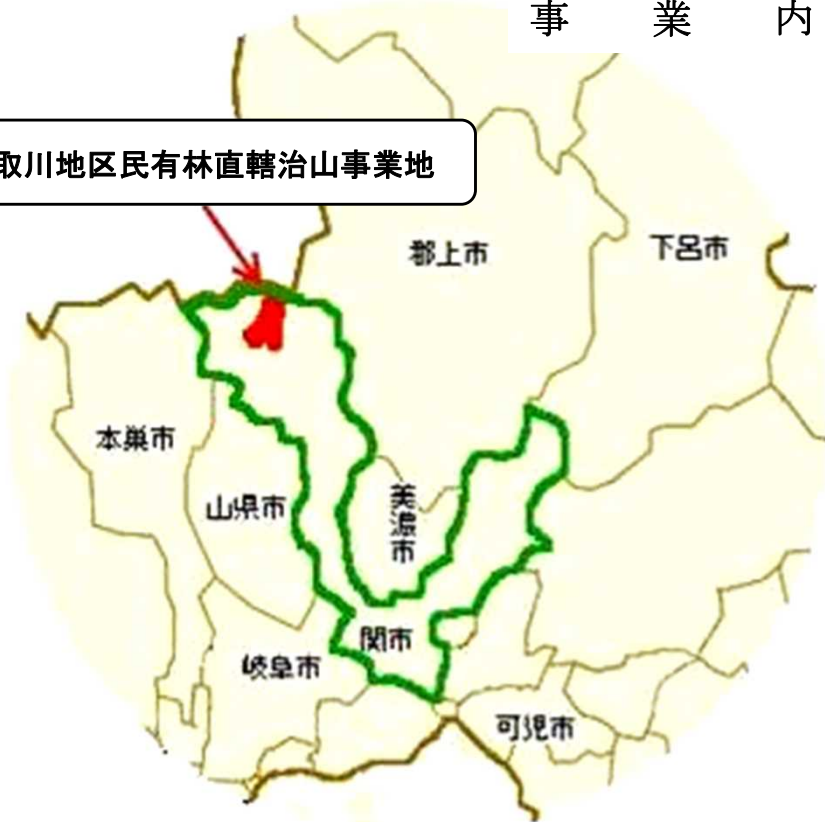 事 業 内
取川地区民有林直轄治山事業地
郡上市
下呂市
本巣市
山県市
美濃市
関市
岐阜市
可児市